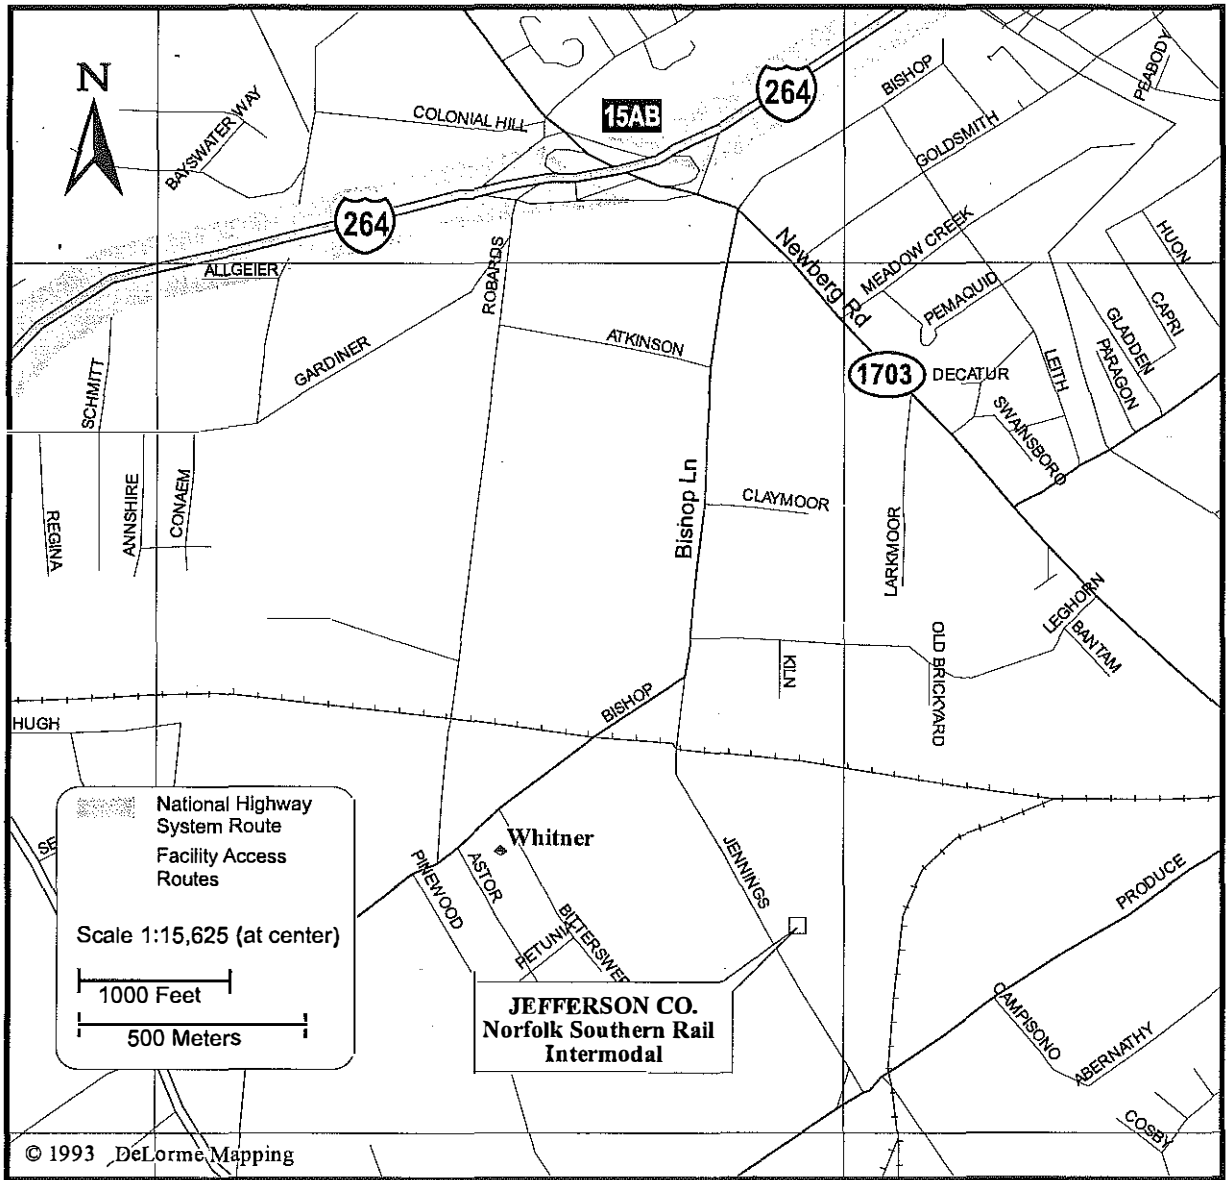 N
BAYSWATER WAY
COLONIAL HILL
15AB
264
BISHOP
PEABODY
GOLDSMITH
264
ROBARDS
Newberg Rd
MEADOW CREEK
HUON
ALLGEIER
PEMAQUID
CAPRI
GLADDEN
PARAGON
ATKINSON
GARDINER
SCHMITT
1703
DECATUR
LEITH
SWAINSBORO
Bishop Ln
CLAYMOOR
LARKMOOR
REGINA
ANNSHIRE
CONAEM
LEGHORN
BANTAM
KILN
OLD BRICKYARD
BISHOP
HUGH
National Highway
System Route
Facility Access
Routes
SE
Whitner
PINEWOOD
ASTOR
JENNINGS
PRODUCE
Scale 1:15,625 (at center)
1000 Feet
500 Meters
PETUNIA
BITTERSWEE
JEFFERSON CO.
Norfolk Southern Rail
Intermodal
CAMPISONO
ABERNATHY
COSBY
© 1993 DeLorme Mapping